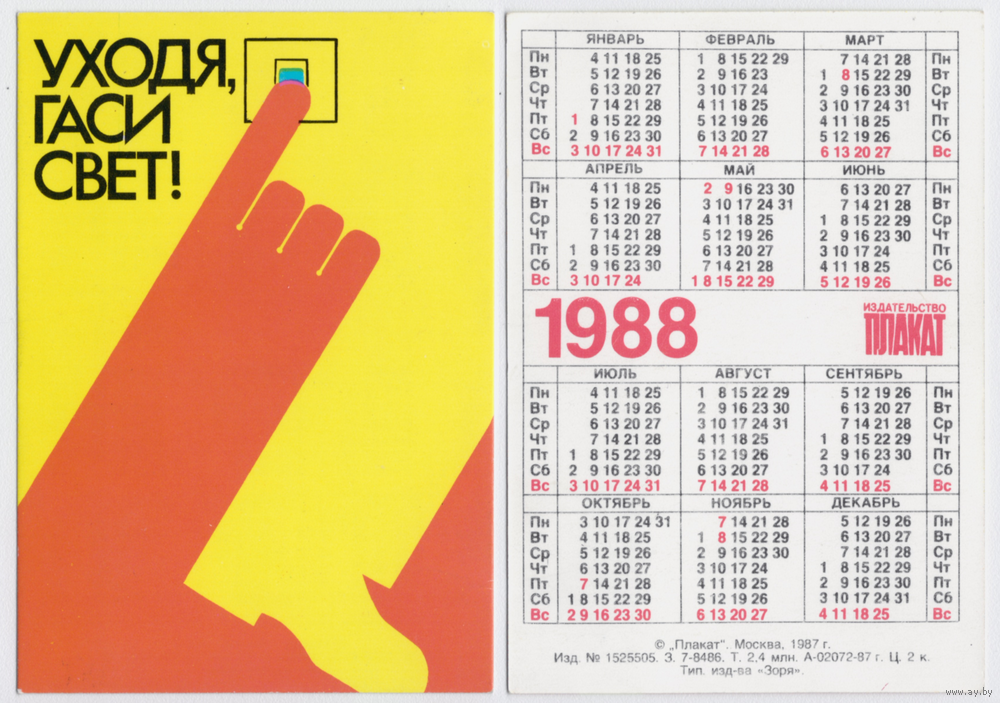 УХОДЯ,
ГАСИ
СВЕТ!
ЯНВАРЬ ФЕВРАЛЬ МАРТ
Пн 4 11 18 25 1 8 15 22 29 7 14 21 28 Пн
Вт 5 12 19 26 2 9 16 23 1 8 15 22 29 Вт
Ср 6 13 20 27 3 10 17 24 2 9 16 23 30 Ср
Чт 7 14 21 28 4 11 18 25 3 10 17 24 31 Чт
Пт 1 8 15 22 29 5 12 19 26 4 11 18 25 Пт
Сб 2 9 16 23 30 6 13 20 27 5 12 19 26 Сб
Вс 3 10 17 24 31 7 14 21 28 6 13 20 27 Вс
АПРЕЛЬ МАЙ ИЮНЬ
Пн 4 11 18 25 2 9 16 23 30 6 13 20 27 Пн
Вт 5 12 19 26 3 10 17 24 31 7 14 21 28 Вт
Ср 6 13 20 27 4 11 18 25 1 8 15 22 29 Ср
Чт 7 14 21 28 5 12 19 26 2 9 16 23 30 Чт
Пт 1 8 15 22 29 6 13 20 27 3 10 17 24 Пт
Сб 2 9 16 23 30 7 14 21 28 4 11 18 25 Сб
Вс 3 10 17 24 1 8 15 22 29 5 12 19 26 Вс
1988
ИЗДАТЕЛЬСТВО
ПЛАКАТ
ИЮЛЬ АВГУСТ СЕНТЯБРЬ
Пн 4 11 18 25 1 8 15 22 29 5 12 19 26 Пн
Вт 5 12 19 26 2 9 16 23 30 6 13 20 27 Вт
Ср 6 13 20 27 3 10 17 24 31 7 14 21 28 Ср
Чт 7 14 21 28 4 11 18 25 1 8 15 22 29 Чт
Пт 1 8 15 22 29 5 12 19 26 2 9 16 23 30 Пт
Сб 2 9 16 23 30 6 13 20 27 3 10 17 24 Сб
Вс 3 10 17 24 31 7 14 21 28 4 11 18 25 Вс
ОКТЯБРЬ НОЯБРЬ ДЕКАБРЬ
Пн 3 10 17 24 31 7 14 21 28 5 12 19 26 Пн
Вт 4 11 18 25 1 8 15 22 29 6 13 20 27 Вт
Ср 5 12 19 26 2 9 16 23 30 7 14 21 28 Ср
Чт 6 13 20 27 3 10 17 24 1 8 15 22 29 Чт
Пт 7 14 21 28 4 11 18 25 2 9 16 23 30 Пт
Сб 1 8 15 22 29 5 12 19 26 3 10 17 24 31 Сб
Вс 2 9 16 23 30 6 13 20 27 4 11 18 25 Вс
© „Плакат". Москва, 1987 г.
Изд. № 1525505. З. 7-8486. Т. 2,4 млн. А-02072-87 г. Ц. 2 к.
Тип. изд-ва «Зоря».
www.ay.by